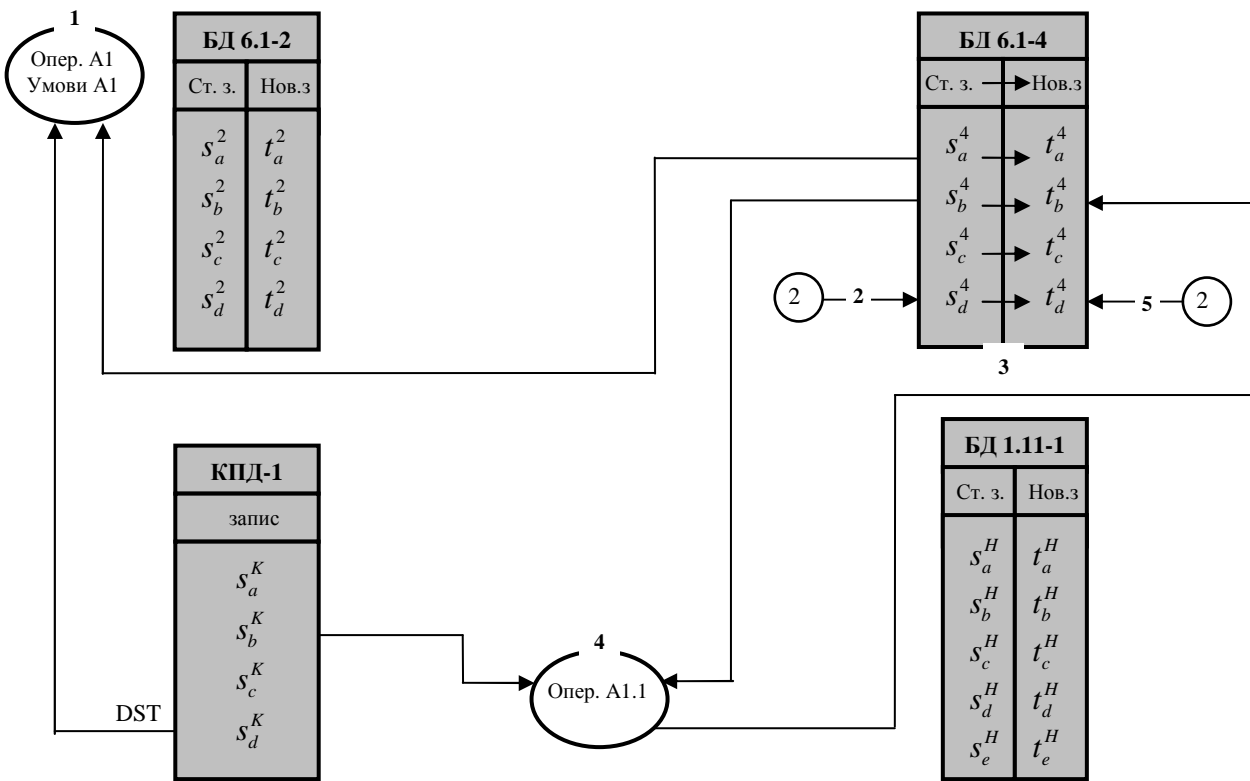 1
Опер. А1
Умови А1
БД 6.1-2
Ст. з. Нов.з
s_a^2 t_a^2
s_b^2 t_b^2
s_c^2 t_c^2
s_d^2 t_d^2
БД 6.1-4
Ст. з. Нов.з
s_a^4 t_a^4
s_b^4 t_b^4
s_c^4 t_c^4
s_d^4 t_d^4
2 2
5 2
3
КПД-1
запис
s_a^K
s_b^K
s_c^K
s_d^K
DST
4
Опер. А1.1
БД 1.11-1
Ст. з. Нов.з
s_a^H t_a^H
s_b^H t_b^H
s_c^H t_c^H
s_d^H t_d^H
s_e^H t_e^H